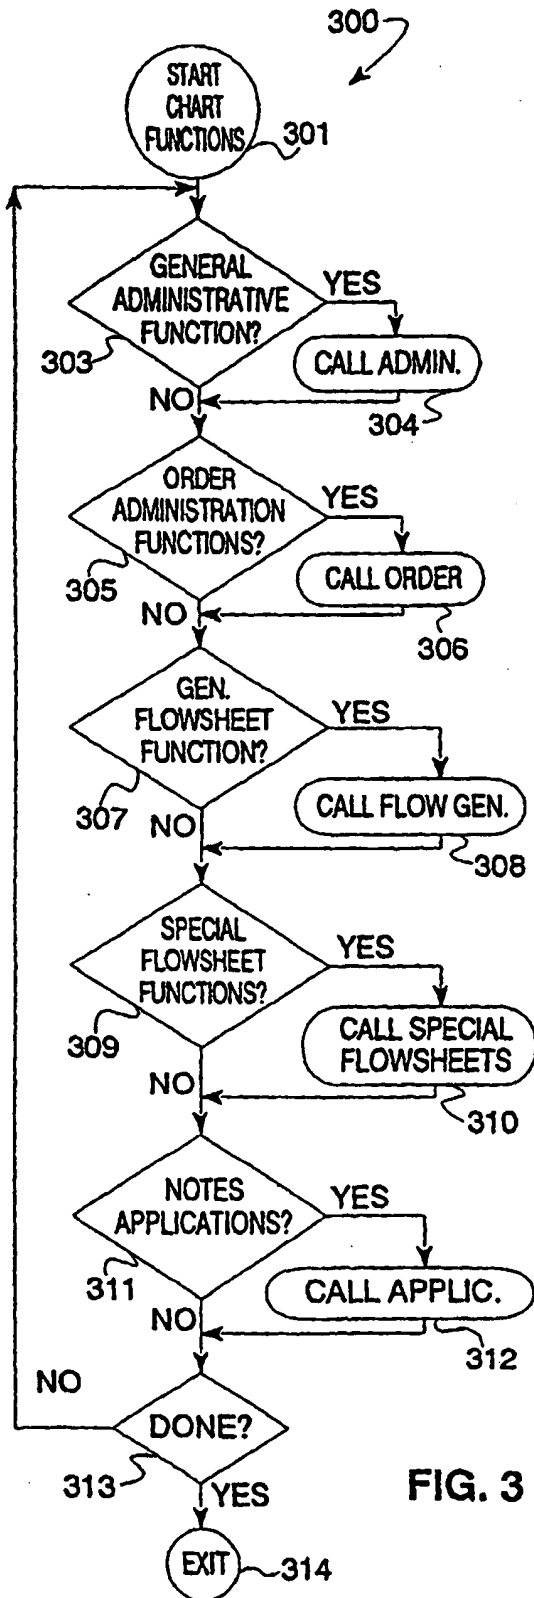 300
START
CHART
FUNCTIONS
301
GENERAL
ADMINISTRATIVE
FUNCTION?
YES
303
CALL ADMIN.
NO
304
ORDER
ADMINISTRATION
FUNCTIONS?
YES
305
CALL ORDER
NO
306
GEN.
FLOWSHEET
FUNCTION?
YES
307
CALL FLOW GEN.
NO
308
SPECIAL
FLOWSHEET
FUNCTIONS?
YES
309
CALL SPECIAL
FLOWSHEETS
NO
310
NOTES
APPLICATIONS?
YES
311
CALL APPLIC.
NO
312
NO
DONE?
313
YES
FIG. 3
EXIT
314